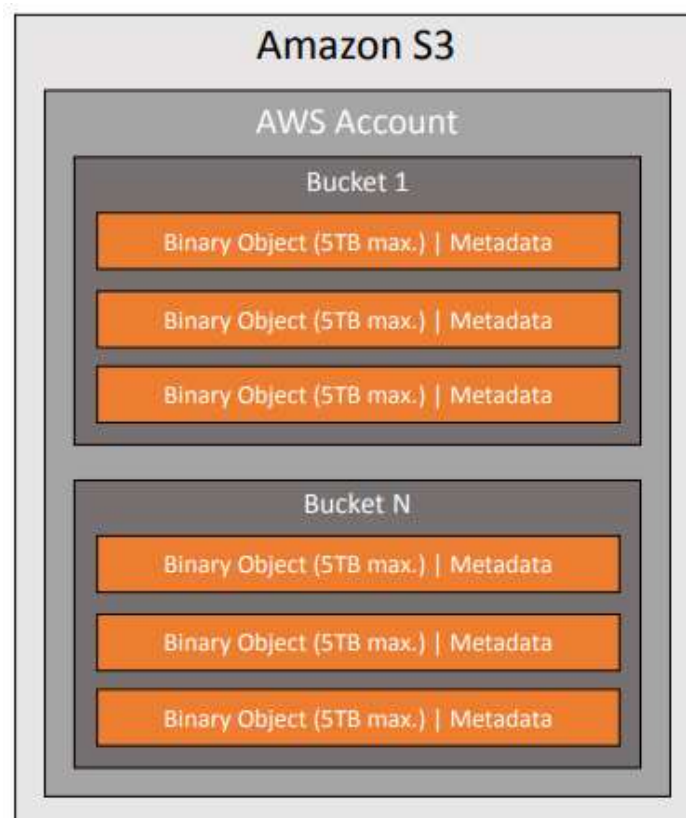 Amazon S3
AWS Account
Bucket 1
Binary Object (5TB max.) | Metadata
Binary Object (5TB max.) | Metadata
Binary Object (5TB max.) | Metadata
Bucket N
Binary Object (5TB max.) | Metadata
Binary Object (5TB max.) | Metadata
Binary Object (5TB max.) | Metadata